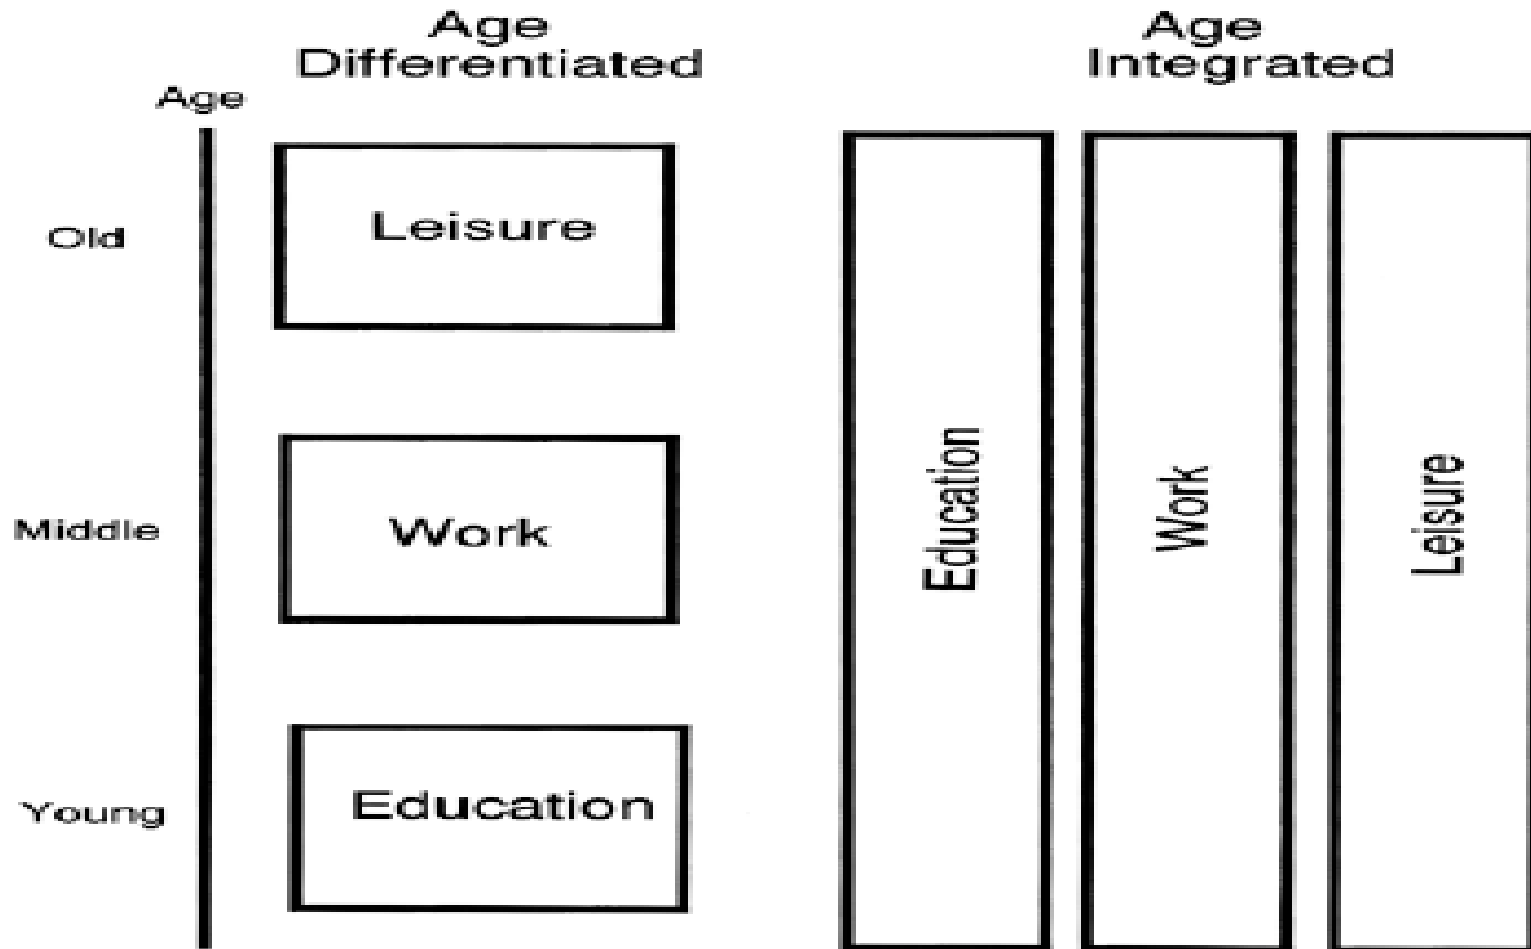 Age
Differentiated
Age
Integrated
Age
Old
Leisure
Middle
Work
Young
Education
Education
Work
Leisure